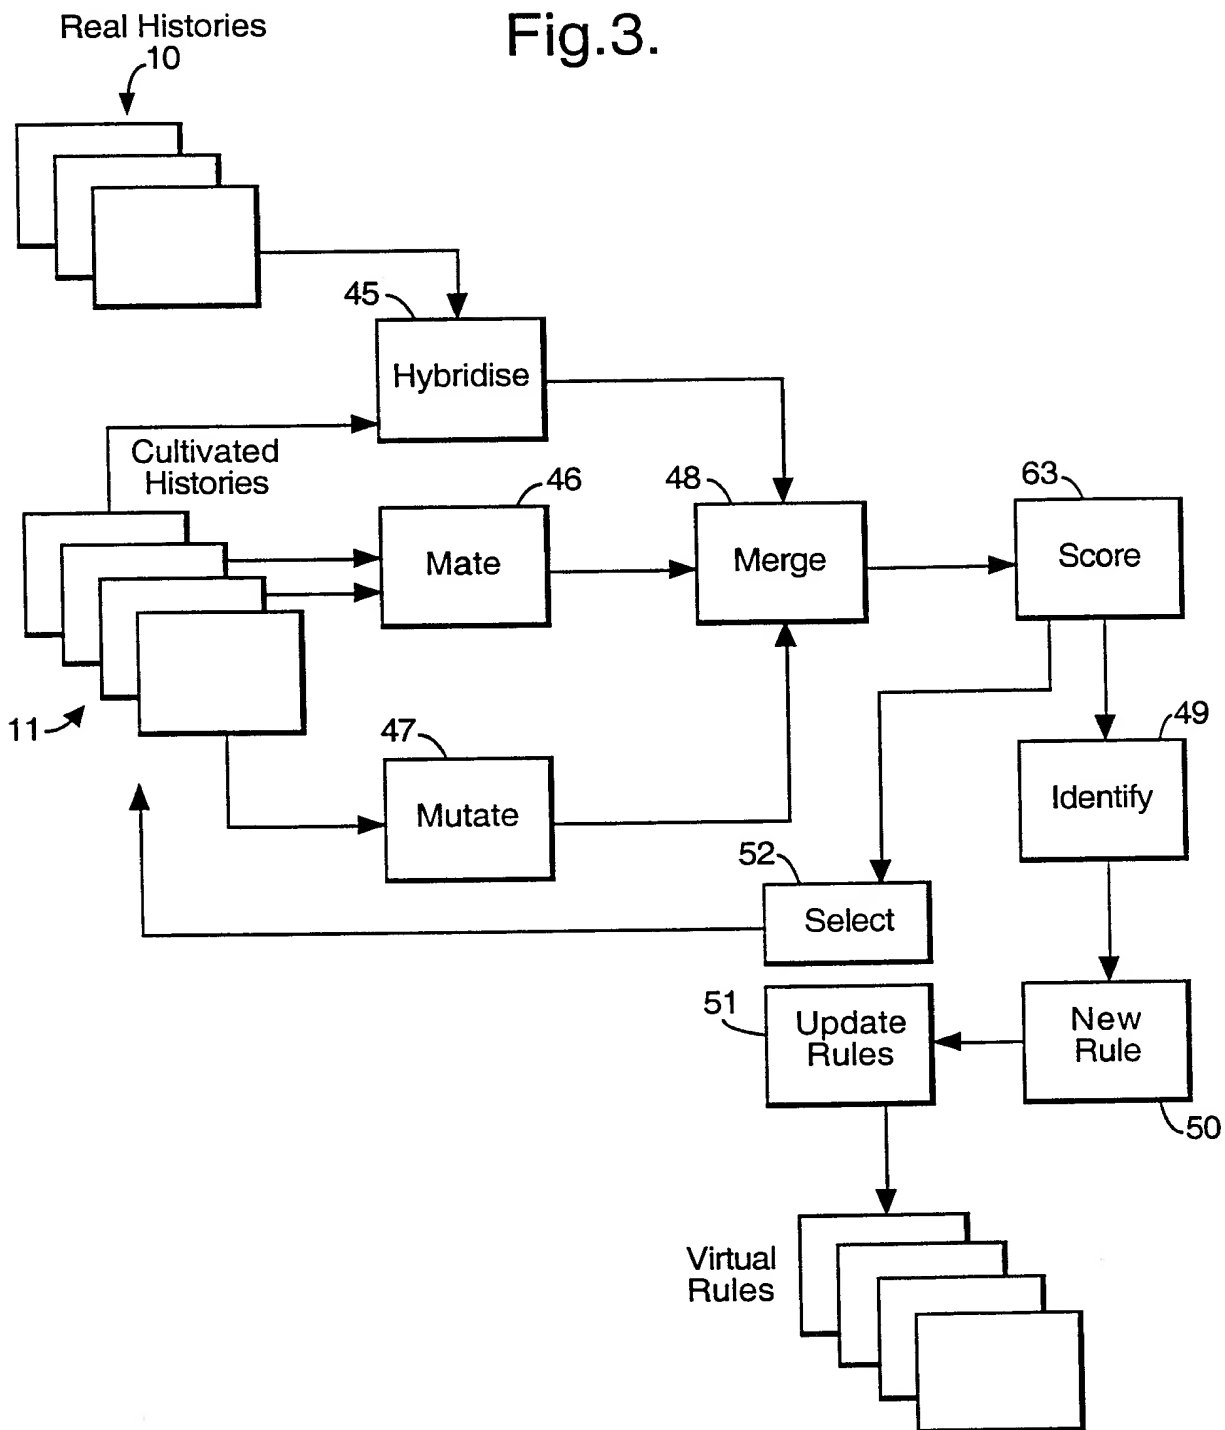 Fig.3.
Real Histories
10
45
Hybridise
Cultivated
Histories
46
Mate
48
Merge
63
Score
11
47
Mutate
49
Identify
52
Select
51
Update
Rules
New
Rule
50
Virtual
Rules